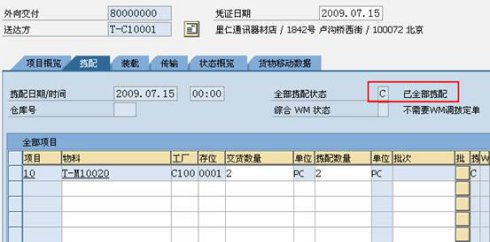 外向交付 80000000 凭证日期 2009.07.15
送达方 T-C10001 里仁通讯器材店 / 1842号 卢沟桥西街 / 100072 北京
项目概览 拣配 装载 传输 状态概览 货物移动数据
拣配日期/时间 2009.07.15 00:00 全部拣配状态 C 已全部拣配
仓库号 综合 WM 状态 不需要WM调拨定单
全部项目
项目 物料 工厂 存位 交货数量 单位 拣配数量 单位 批次 批 拣 W
10 T-M10020 C100 0001 2 PC 2 PC C